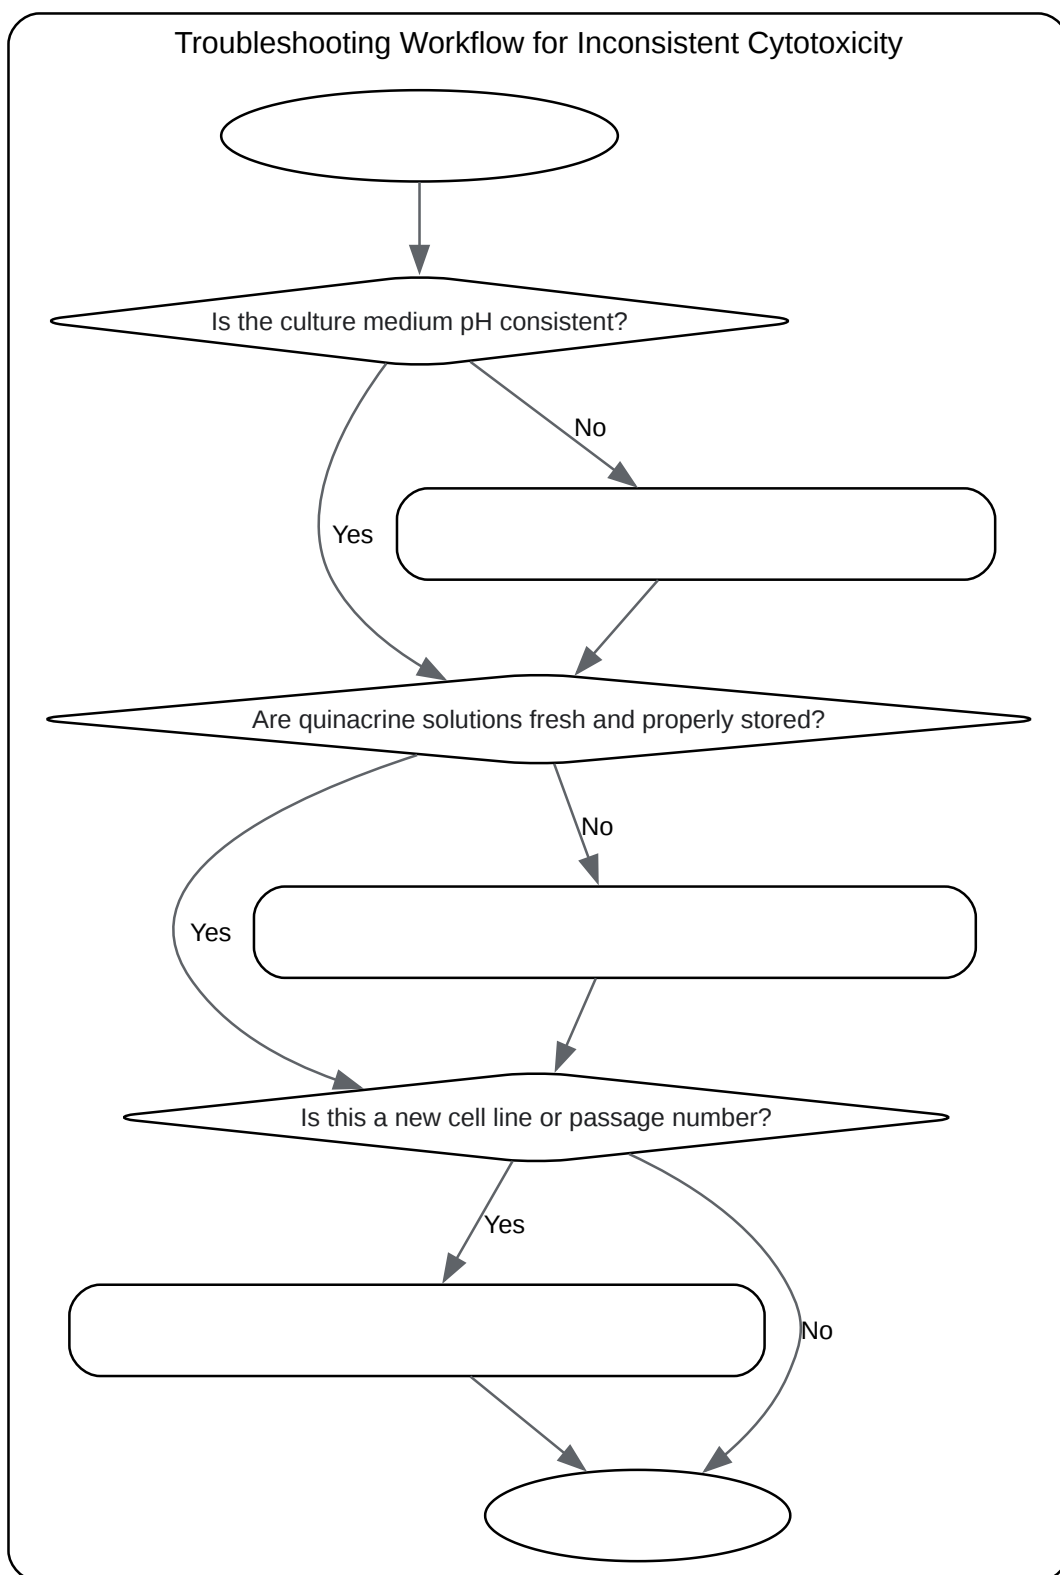 Troubleshooting Workflow for Inconsistent Cytotoxicity
Is the culture medium pH consistent?
No
Yes
Are quinacrine solutions fresh and properly stored?
No
Yes
Is this a new cell line or passage number?
Yes
No